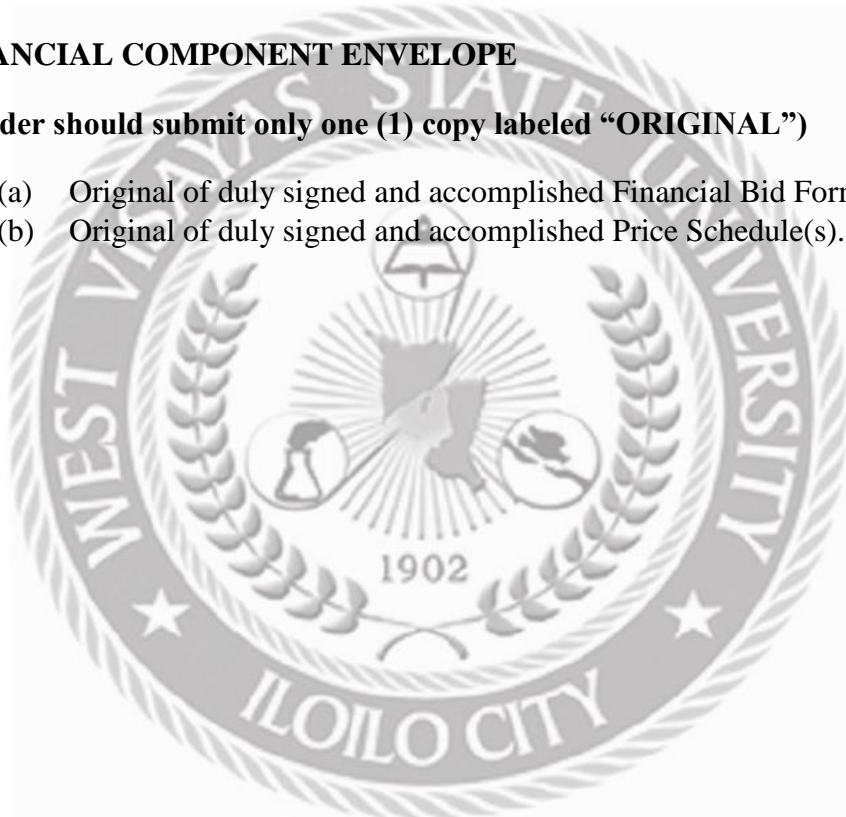 ANCIAL COMPONENT ENVELOPE
der should submit only one (1) copy labeled “ORIGINAL”)
(a) Original of duly signed and accomplished Financial Bid For
(b) Original of duly signed and accomplished Price Schedule(s).
WEST VISAYAS STATE UNIVERSITY
1902
ILOILO CITY